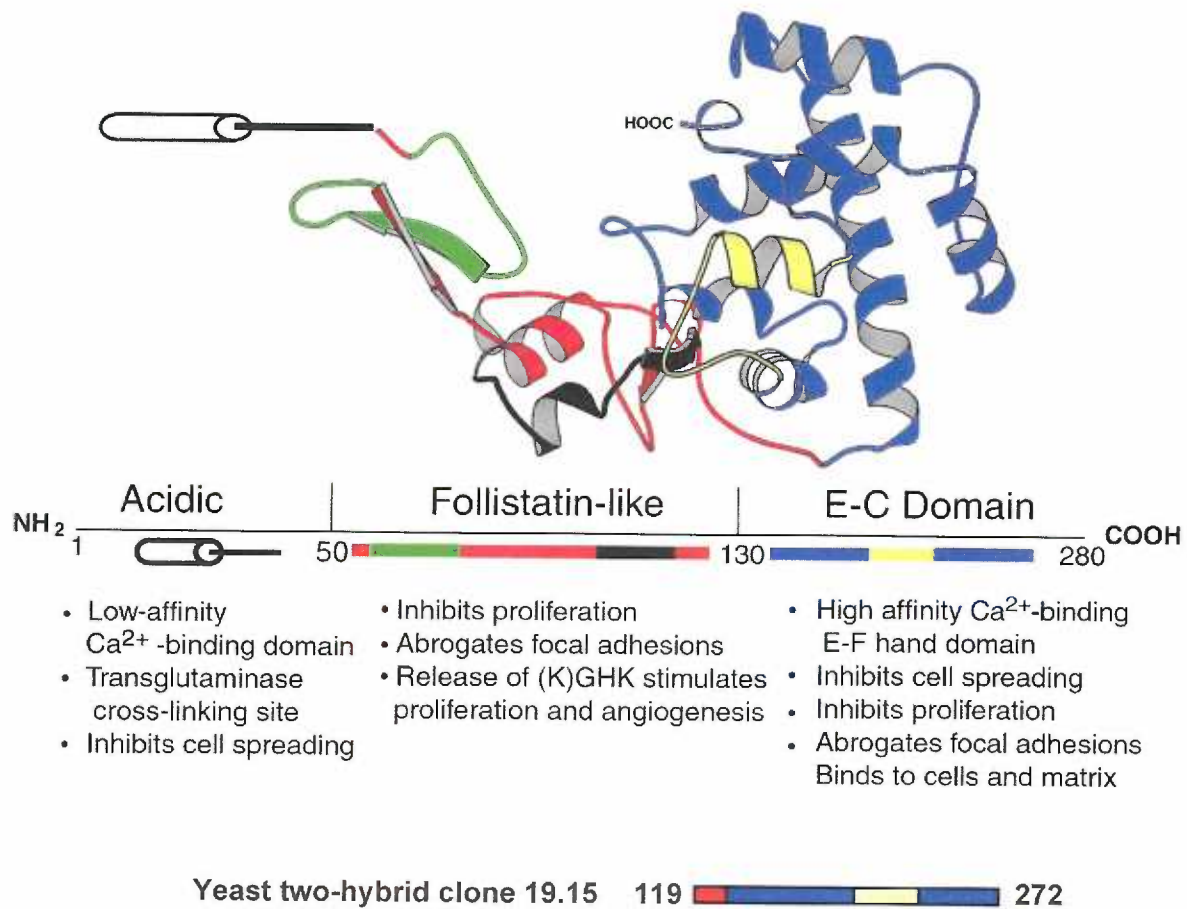 HOOC
Acidic
Follistatin-like
E-C Domain
NH2
COOH
1
50
130
280
• Low-affinity
Ca2+ -binding domain
• Transglutaminase
cross-linking site
• Inhibits cell spreading
• Inhibits proliferation
• Abrogates focal adhesions
• Release of (K)GHK stimulates
proliferation and angiogenesis
• High affinity Ca2+-binding
E-F hand domain
• Inhibits cell spreading
• Inhibits proliferation
• Abrogates focal adhesions
Binds to cells and matrix
Yeast two-hybrid clone 19.15 119 272